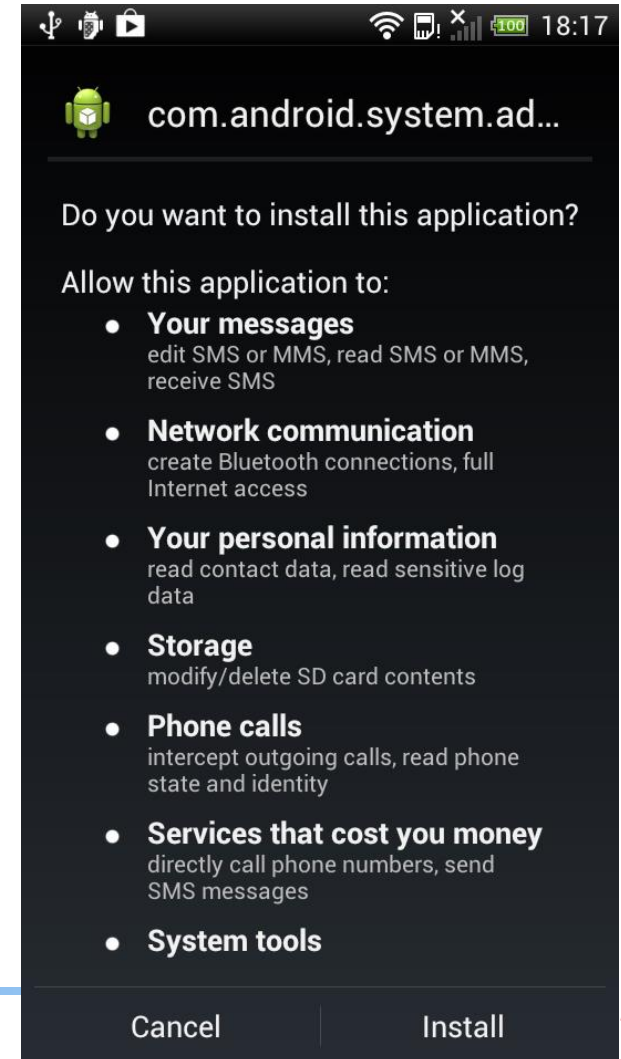 100 18:17
com.android.system.ad...
Do you want to install this application?
Allow this application to:
● Your messages
edit SMS or MMS, read SMS or MMS,
receive SMS
● Network communication
create Bluetooth connections, full
Internet access
● Your personal information
read contact data, read sensitive log
data
● Storage
modify/delete SD card contents
● Phone calls
intercept outgoing calls, read phone
state and identity
● Services that cost you money
directly call phone numbers, send
SMS messages
● System tools
Cancel Install